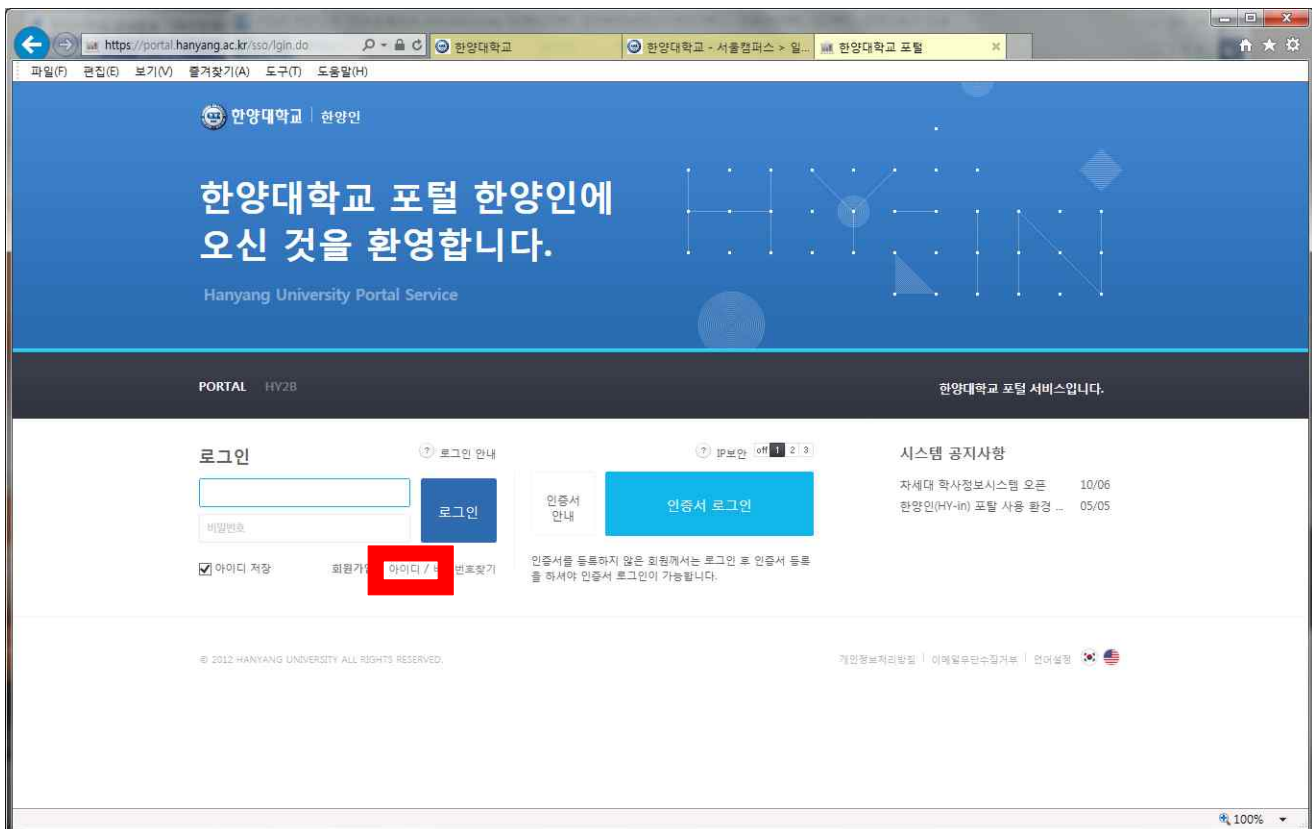 https://portal.hanyang.ac.kr/sso/lgin.do
한양대학교
한양대학교 - 서울캠퍼스 > 일...
한양대학교 포털
파일(F) 편집(E) 보기(V) 즐겨찾기(A) 도구(T) 도움말(H)
한양대학교 한양인
한양대학교 포털 한양인에
오신 것을 환영합니다.
Hanyang University Portal Service
HY-IN
PORTAL HY2B
한양대학교 포털 서비스입니다.
로그인
로그인 안내
비밀번호
로그인
아이디 저장
아이디 / 번호찾기
IP보안 off 1 2 3
인증서
안내
인증서 로그인
인증서를 등록하지 않은 회원께서는 로그인 후 인증서 등록
을 하셔야 인증서 로그인이 가능합니다.
시스템 공지사항
차세대 학사정보시스템 오픈 10/06
한양인(HY-in) 포탈 사용 환경 ... 05/05
© 2012 HANYANG UNIVERSITY ALL RIGHTS RESERVED.
개인정보처리방침 | 이메일무단수집거부 | 언어설정
100%